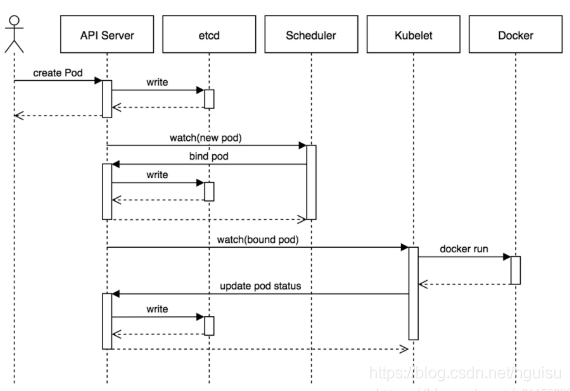 API Server
etcd
Scheduler
Kubelet
Docker
create Pod
write
watch(new pod)
bind pod
write
watch(bound pod)
docker run
update pod status
write
https://blog.csdn.net/nguisu